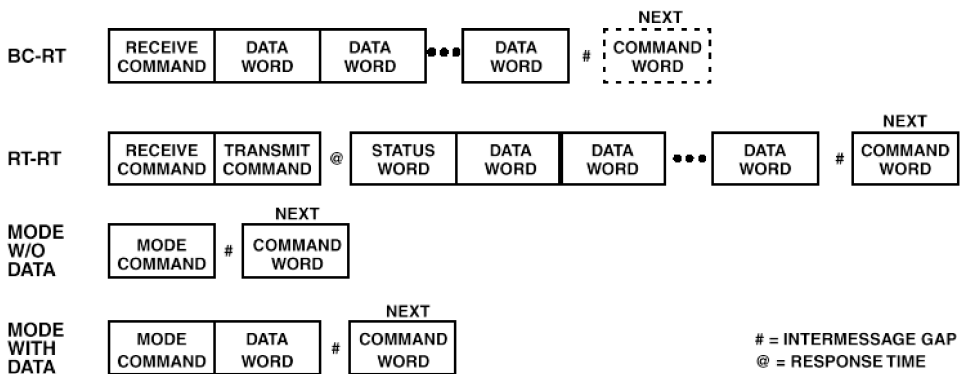 NEXT
BC-RT RECEIVE COMMAND DATA WORD DATA WORD ●●● DATA WORD # COMMAND WORD
NEXT
RT-RT RECEIVE COMMAND TRANSMIT COMMAND @ STATUS WORD DATA WORD DATA WORD ●●● DATA WORD # COMMAND WORD
NEXT
MODE W/O DATA MODE COMMAND # COMMAND WORD
NEXT
MODE WITH DATA MODE COMMAND DATA WORD # COMMAND WORD
# = INTERMESSAGE GAP
@ = RESPONSE TIME